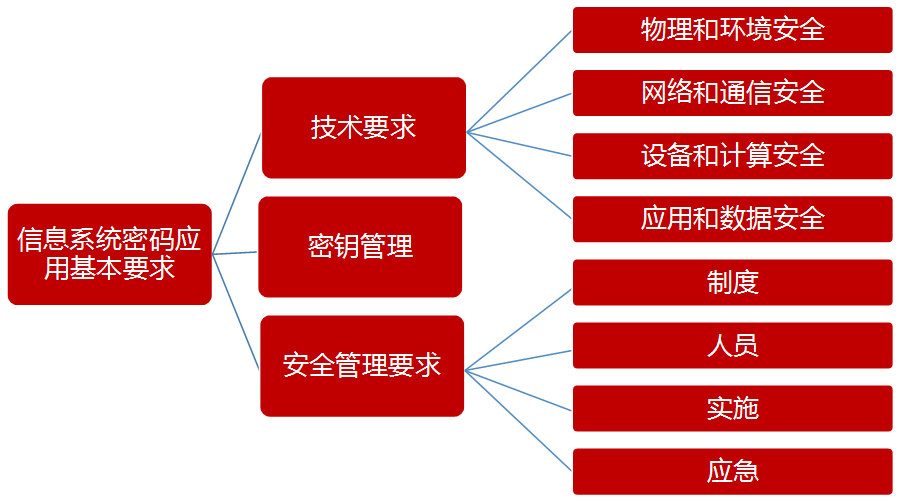 信息系统密码应
用基本要求
技术要求
物理和环境安全
网络和通信安全
设备和计算安全
应用和数据安全
密钥管理
安全管理要求
制度
人员
实施
应急